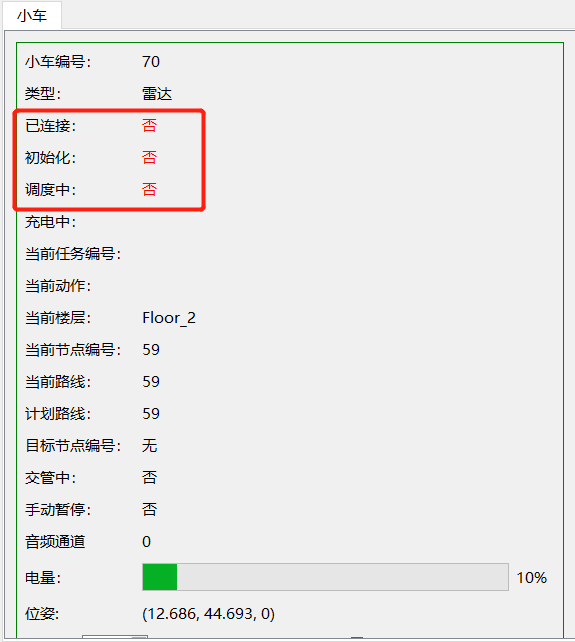 小车
小车编号： 70
类型： 雷达
已连接： 否
初始化： 否
调度中： 否
充电中：
当前任务编号：
当前动作：
当前楼层： Floor_2
当前节点编号： 59
当前路线： 59
计划路线： 59
目标节点编号： 无
交管中： 否
手动暂停： 否
音频通道 0
电量： 10%
位姿： (12.686, 44.693, 0)